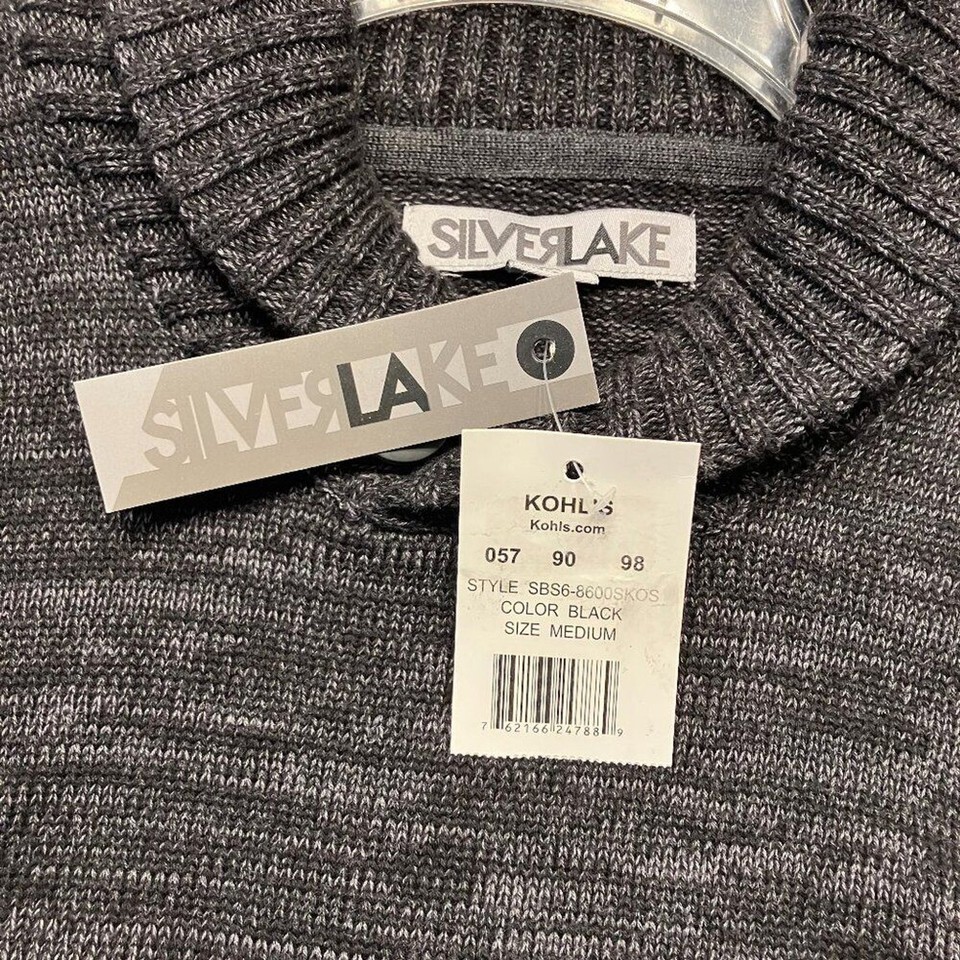 SILVERLAKE
SILVERLAKE
KOHL'S
Kohls.com
057 90 98
STYLE SBS6-8600SKOS
COLOR BLACK
SIZE MEDIUM
7 62166 24788 9